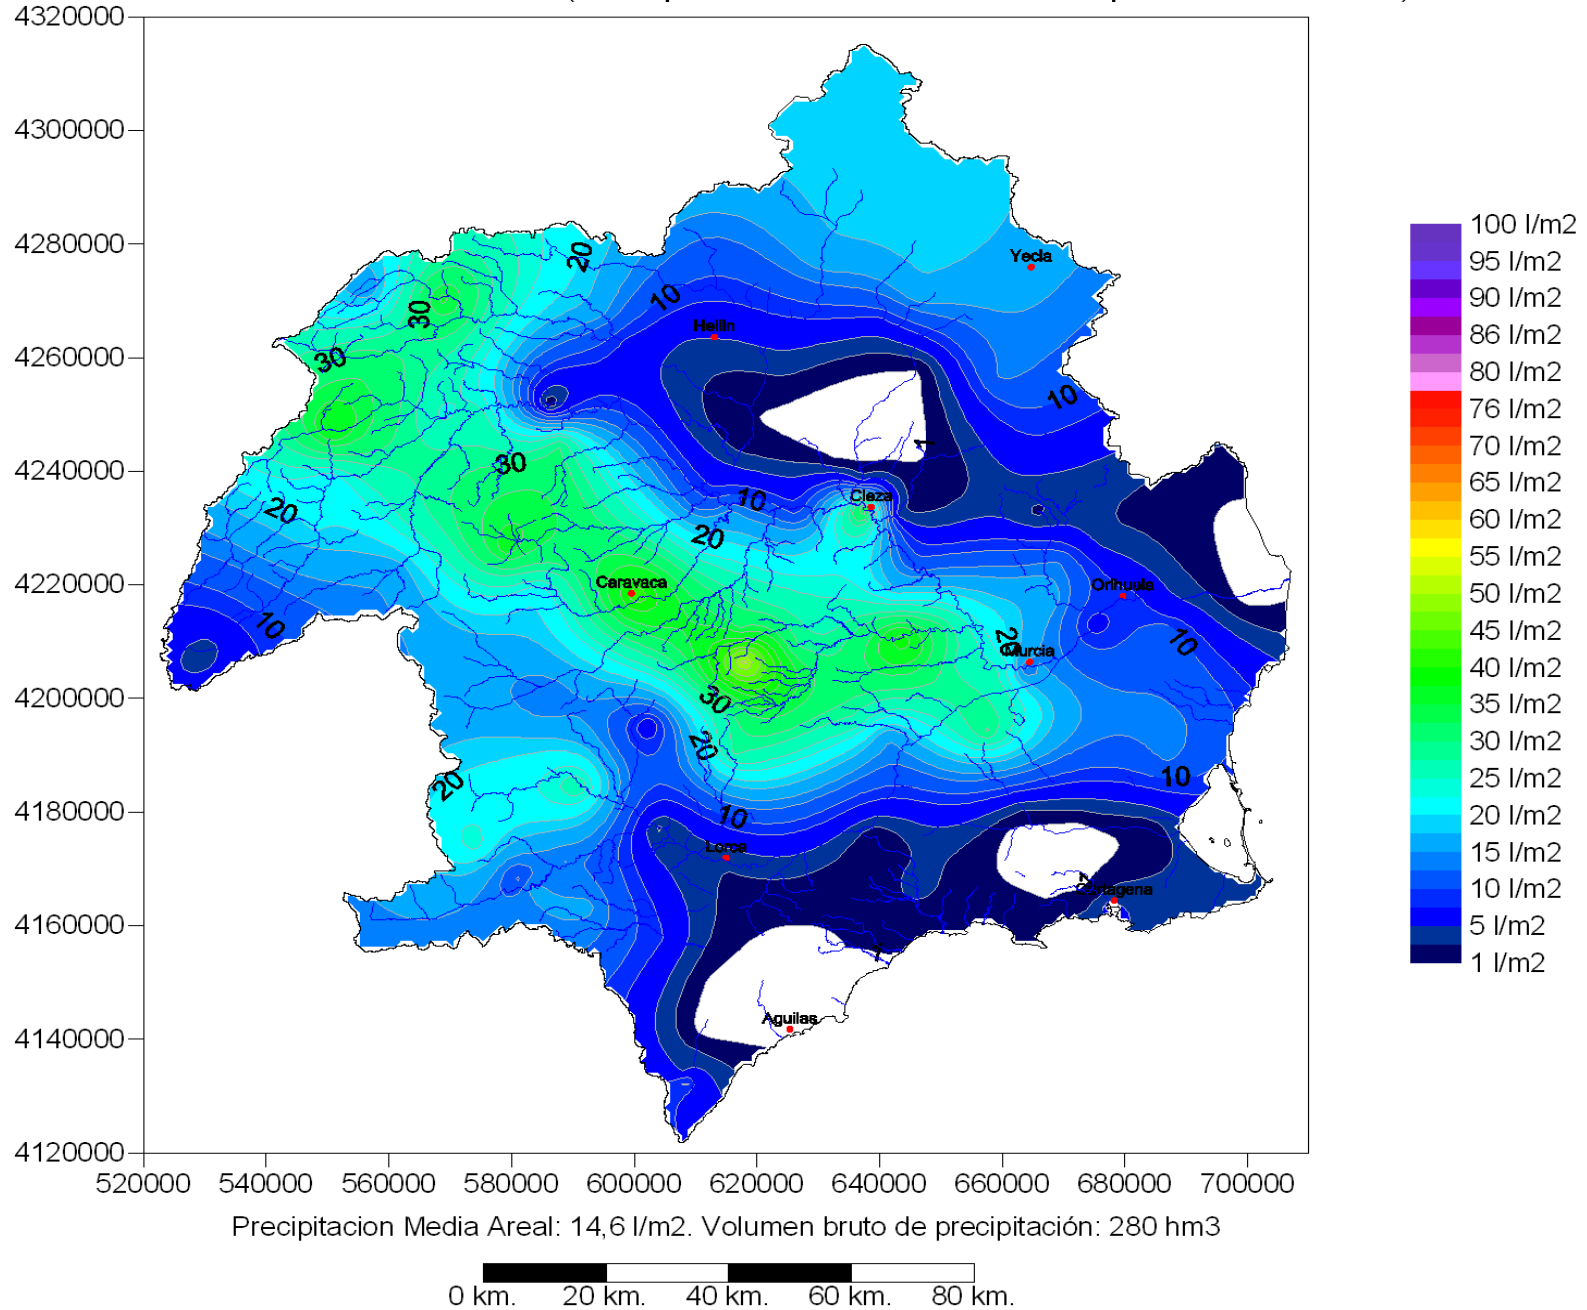 4320000
4300000
4280000
4260000
4240000
4220000
4200000
4180000
4160000
4140000
4120000
520000 540000 560000 580000 600000 620000 640000 660000 680000 700000
20
Yecla
10
30
Hellin
30
10
1
30
10
Cieza
20
20
Caravaca
Orihuela
10
20
10
Murcia
30
20
10
20
10
Lorca
Cartagena
1
Aguilas
100 l/m2
95 l/m2
90 l/m2
86 l/m2
80 l/m2
76 l/m2
70 l/m2
65 l/m2
60 l/m2
55 l/m2
50 l/m2
45 l/m2
40 l/m2
35 l/m2
30 l/m2
25 l/m2
20 l/m2
15 l/m2
10 l/m2
5 l/m2
1 l/m2
Precipitacion Media Areal: 14,6 l/m2. Volumen bruto de precipitación: 280 hm3
0 km. 20 km. 40 km. 60 km. 80 km.